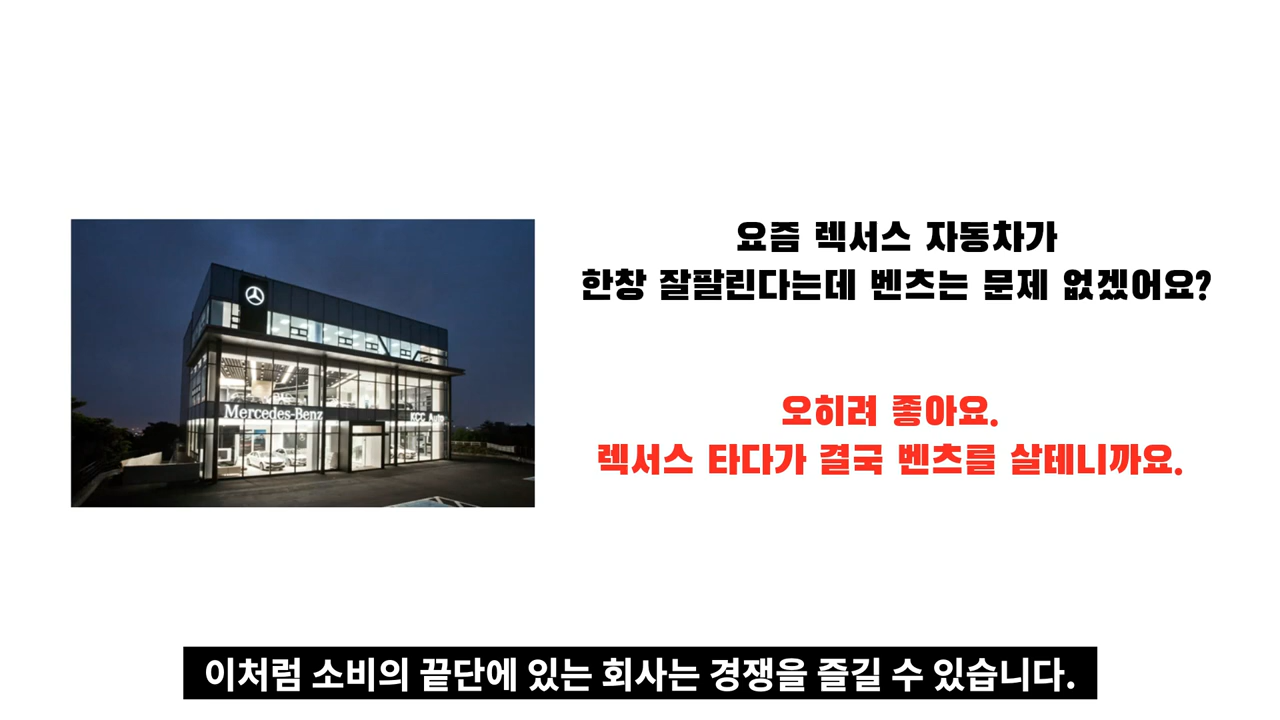 요즘 렉서스 자동차가
한창 잘팔린다는데 벤츠는 문제 없겠어요?
Mercedes-Benz
KCC Auto
오히려 좋아요.
렉서스 타다가 결국 벤츠를 살테니까요.
이처럼 소비의 끝단에 있는 회사는 경쟁을 즐길 수 있습니다.